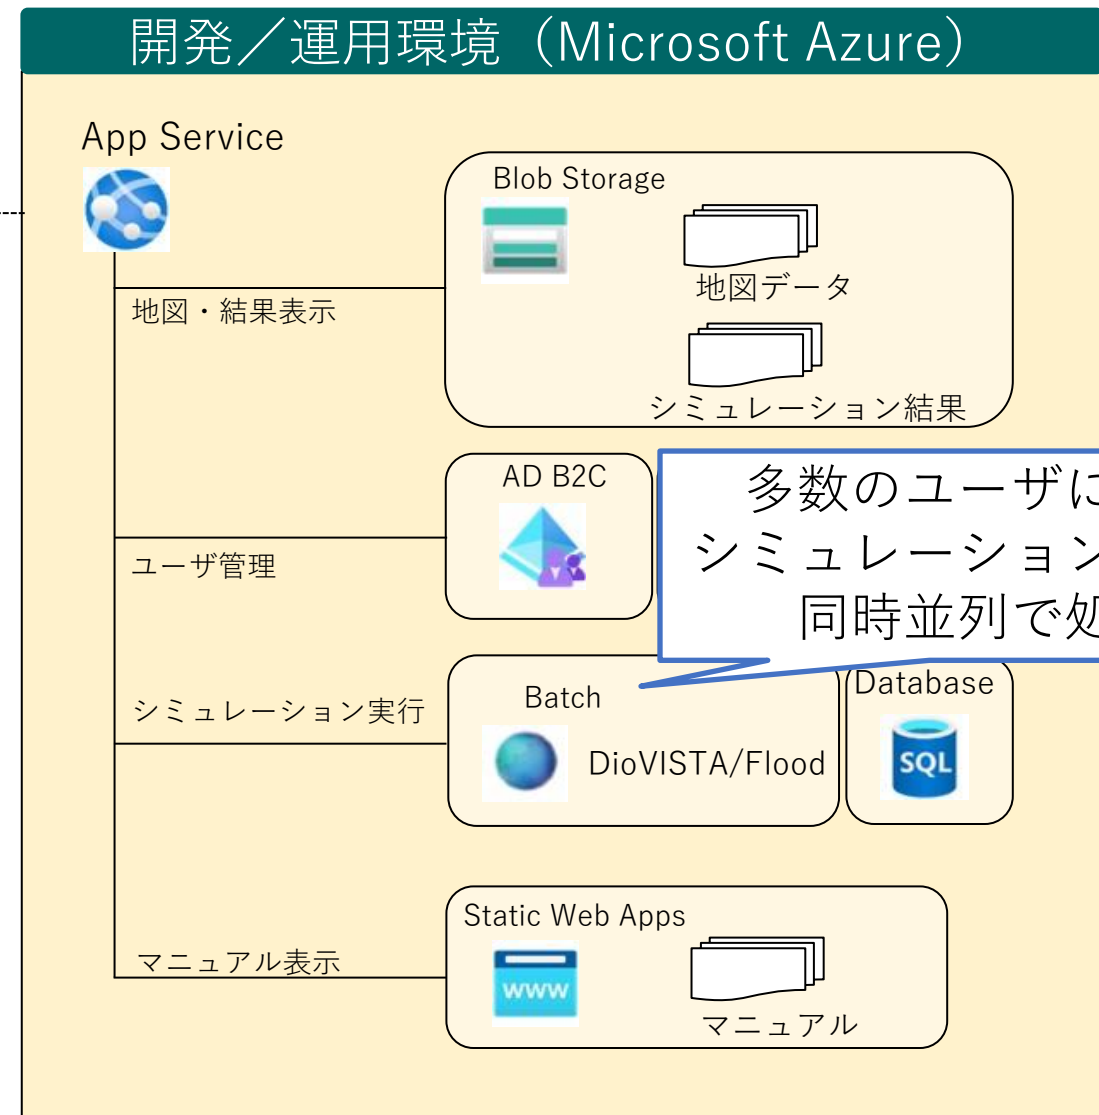 開発／運用環境（Microsoft Azure）
App Service
Blob Storage
地図データ
地図・結果表示
シミュレーション結果
AD B2C
多数のユーザに
シミュレーション
同時並列で処
ユーザ管理
Batch
Database
シミュレーション実行
DioVISTA/Flood
SQL
Static Web Apps
マニュアル表示
www
マニュアル